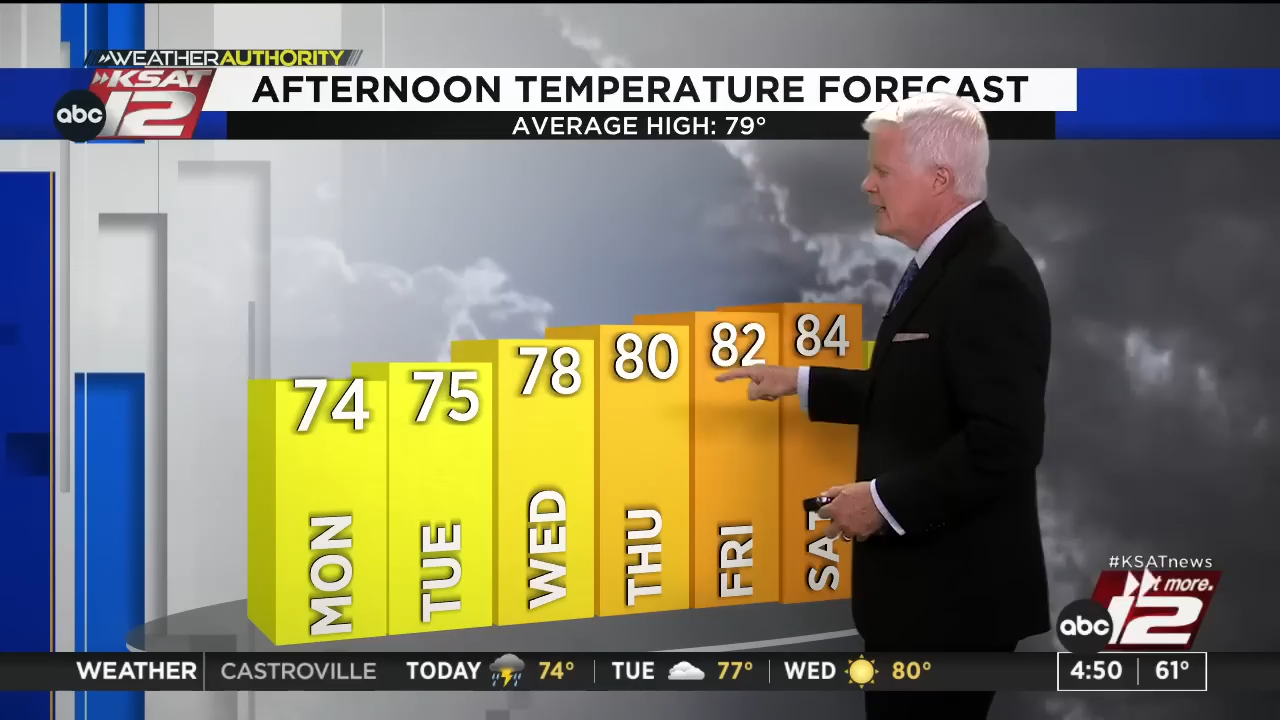 WEATHERAUTHORITY
KSAT
abc 12
AFTERNOON TEMPERATURE FORECAST
AVERAGE HIGH: 79°
74 75 78 80 82 84
MON TUE WED THU FRI SAT
#KSATnews
t more.
abc 12
WEATHER CASTROVILLE TODAY 74° TUE 77° WED 80° 4:50 61°